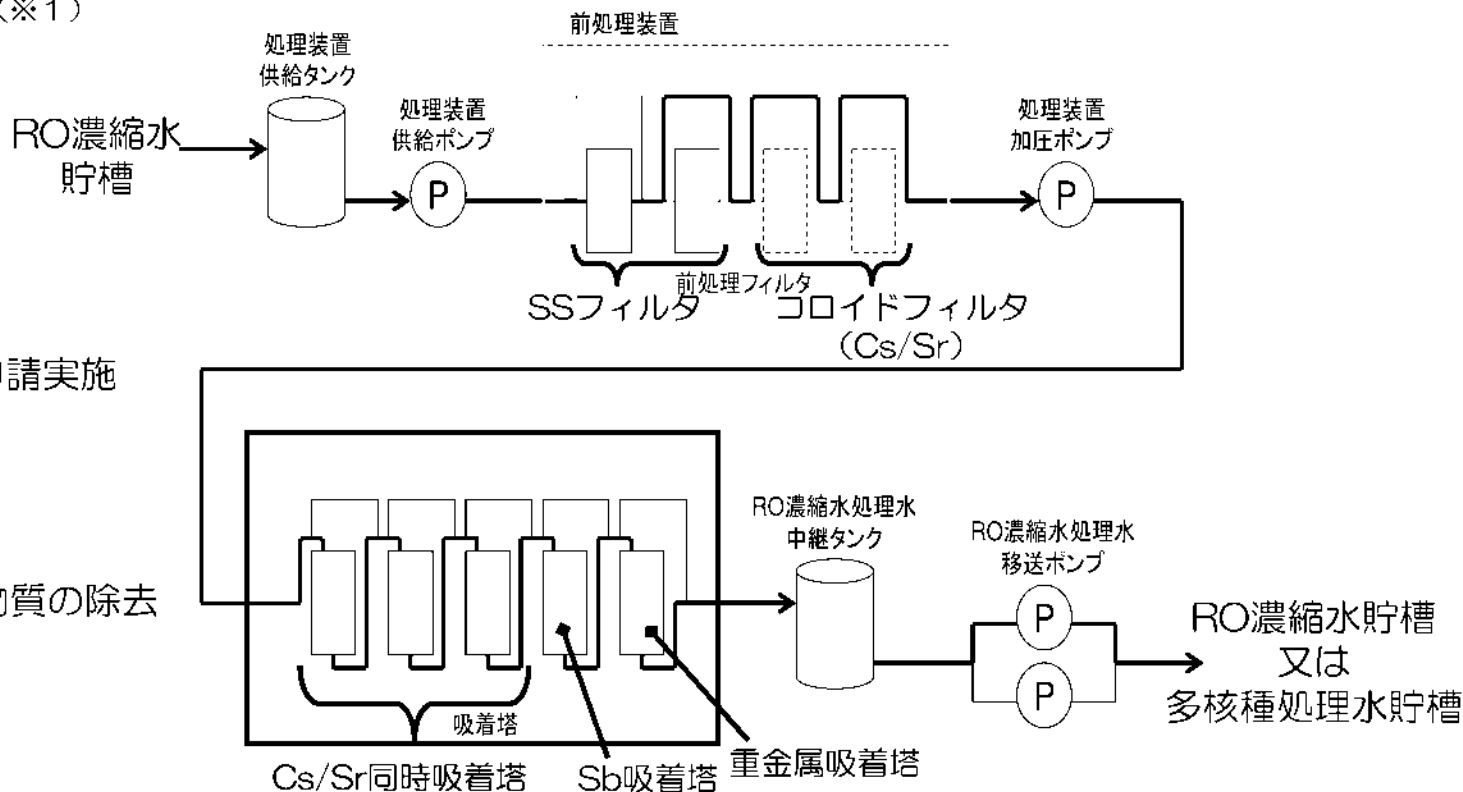 (※1)
前処理装置
処理装置
供給タンク
処理装置
供給ポンプ
処理装置
加圧ポンプ
RO濃縮水
貯槽
P
P
前処理フィルタ
SSフィルタ
コロイドフィルタ
(Cs/Sr)
申請実施
RO濃縮水処理水
中継タンク
RO濃縮水処理水
移送ポンプ
物質の除去
P
P
RO濃縮水貯槽
又は
多核種処理水貯槽
吸着塔
Cs/Sr同時吸着塔
Sb吸着塔
重金属吸着塔